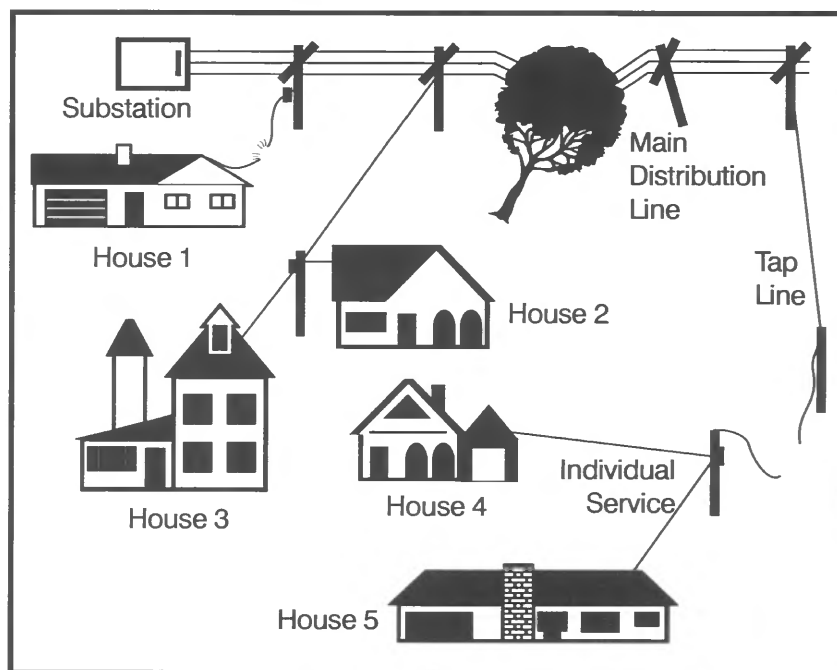 Substation
House 1
Main
Distribution
Line
Tap
Line
House 2
House 3
House 4
Individual
Service
House 5